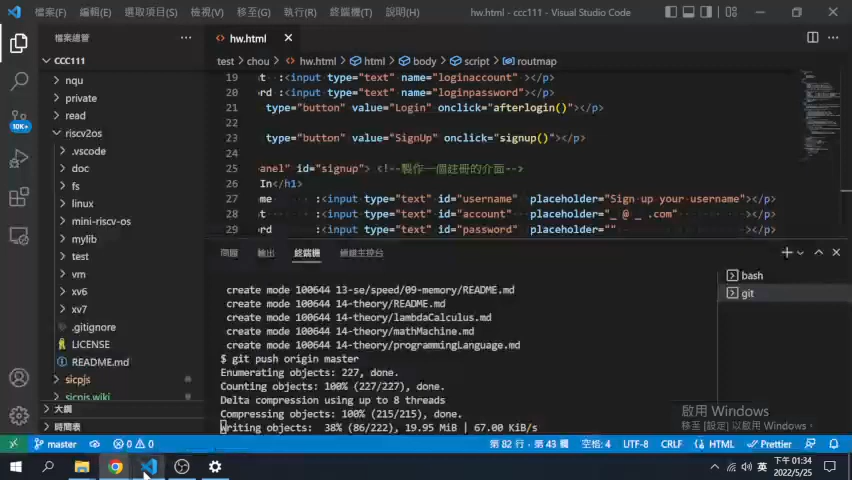 檔案(F) 編輯(E) 選取項目(S) 檢視(V) 移至(G) 執行(R) 終端機(T) 說明(H) hw.html - ccc111 - Visual Studio Code
檔案總管 ···
hw.html
test > chou > hw.html > html > body > script > routmap
CCC111
nqu
private
read
riscv2os
.vscode
doc
fs
linux
mini-riscv-os
mylib
test
vm
xv6
xv7
.gitignore
LICENSE
README.md
sicpjs
sicpjs.wiki
大綱
時間表
10K+
19 t :<input type="text" name="loginaccount" ></p>
20 rd :<input type="text" name="loginpassword"></p>
21 type="button" value="Login" onclick="afterlogin()"></p>
22
23 type="button" value="SignUp" onclick="signup()"></p>
24
25 anel" id="signup"> <!--製作一個註冊的介面-->
26 In</h1>
27 me :<input type="text" id="username" placeholder="Sign up your username"></p>
28 t :<input type="text" id="account" placeholder="_ @ _ .com" ></p>
29 rd :<input type="text" id="password" placeholder="" ></p>
問題 輸出 終端機 偵錯主控台
create mode 100644 13-se/speed/09-memory/README.md
create mode 100644 14-theory/README.md
create mode 100644 14-theory/lambdaCalculus.md
create mode 100644 14-theory/mathMachine.md
create mode 100644 14-theory/programmingLanguage.md
$ git push origin master
Enumerating objects: 227, done.
Counting objects: 100% (227/227), done.
Delta compression using up to 8 threads
Compressing objects: 100% (215/215), done.
Writing objects: 38% (86/222), 19.95 MiB | 67.00 KiB/s
bash
git
啟用 Windows
移至 [設定] 以啟用 Windows。
master 0 0 第 82 行，第 43 欄 空格: 4 UTF-8 CRLF HTML Prettier
英 下午 01:34
2022/5/25